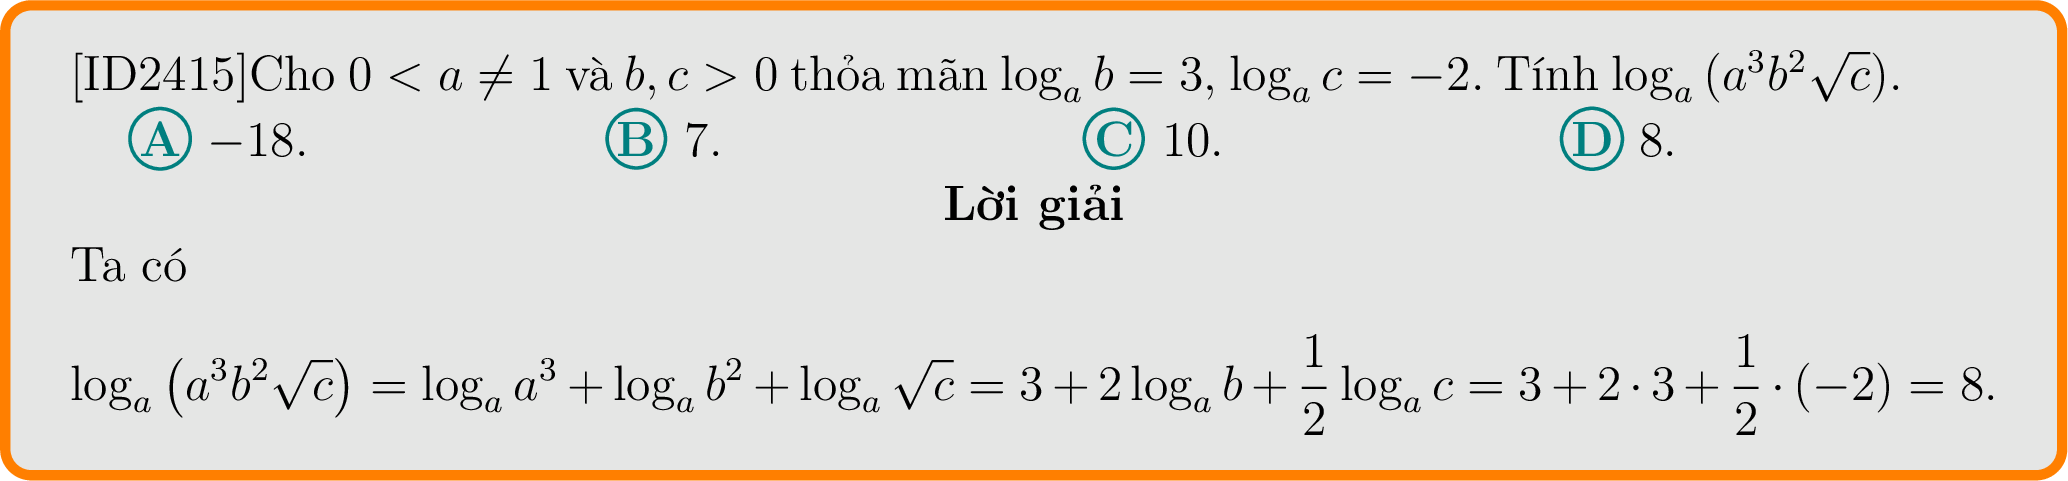 [ID2415]Cho $0 < a \neq 1$ và $b, c > 0$ thỏa mãn $\log_a b = 3$, $\log_a c = -2$. Tính $\log_a \left(a^3b^2\sqrt{c}\right)$.
Ⓐ $-18$. Ⓑ $7$. Ⓒ $10$. Ⓓ $8$.
Lời giải
Ta có
$\log_a \left(a^3b^2\sqrt{c}\right) = \log_a a^3 + \log_a b^2 + \log_a \sqrt{c} = 3 + 2\log_a b + \frac{1}{2}\log_a c = 3 + 2 \cdot 3 + \frac{1}{2} \cdot (-2) = 8.$